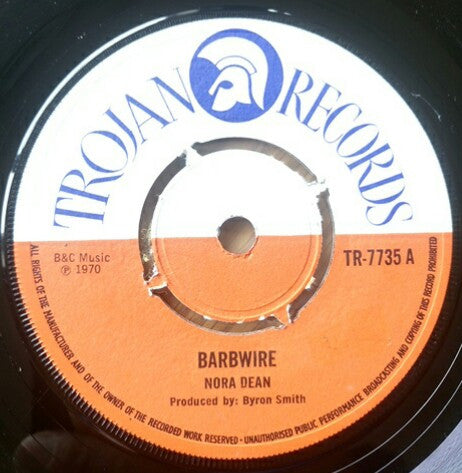 TROJAN RECORDS
B&C Music
℗ 1970
TR-7735 A
BARBWIRE
NORA DEAN
Produced by: Byron Smith
ALL RIGHTS OF THE MANUFACTURER AND OF THE OWNER OF THE RECORDED WORK RESERVED - UNAUTHORISED PUBLIC PERFORMANCE BROADCASTING AND COPYING OF THIS RECORD PROHIBITED